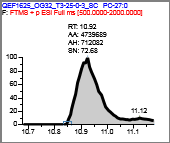 QEF1625_OG32_T3-25-0-3_SC PC-27:0
F: FTMS + p ESI Full ms [500.0000-2000.0000]
RT: 10.92
AA: 4739689
AH: 712082
SN: 72.68
100
80
60
40
20
0
11.12
10.7 10.8 10.9 11.0 11.1